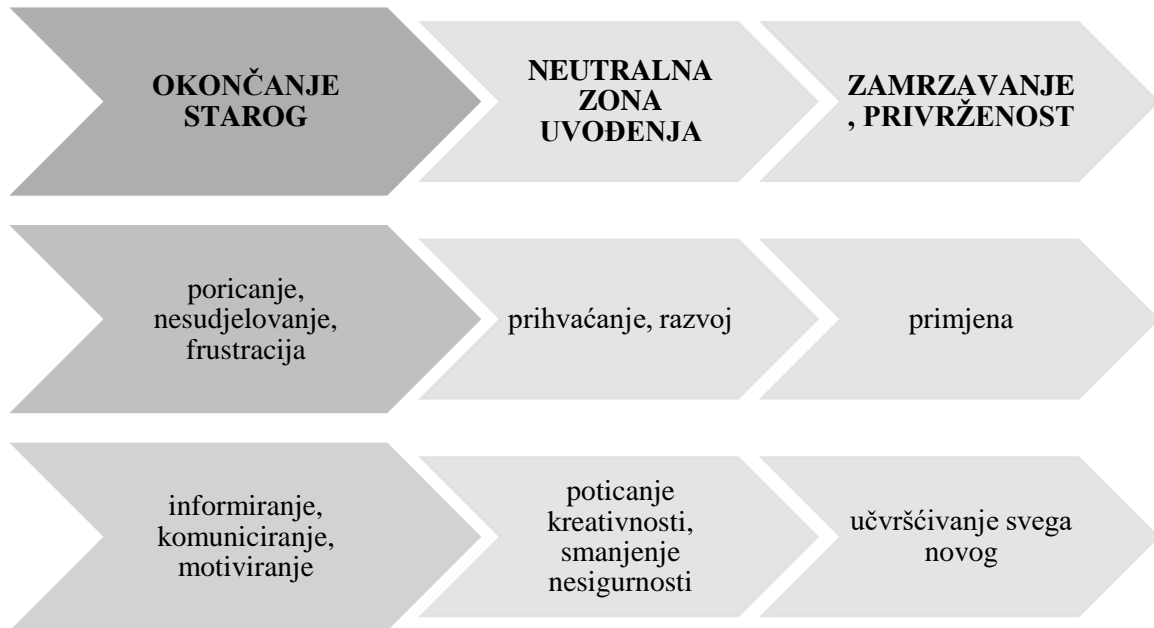 OKONČANJE
STAROG
NEUTRALNA
ZONA
UVOĐENJA
ZAMRZAVANJE
, PRIVRŽENOST
poricanje,
nesudjelovanje,
frustracija
prihvaćanje, razvoj
primjena
informiranje,
komuniciranje,
motiviranje
poticanje
kreativnosti,
smanjenje
nesigurnosti
učvršćivanje svega
novog